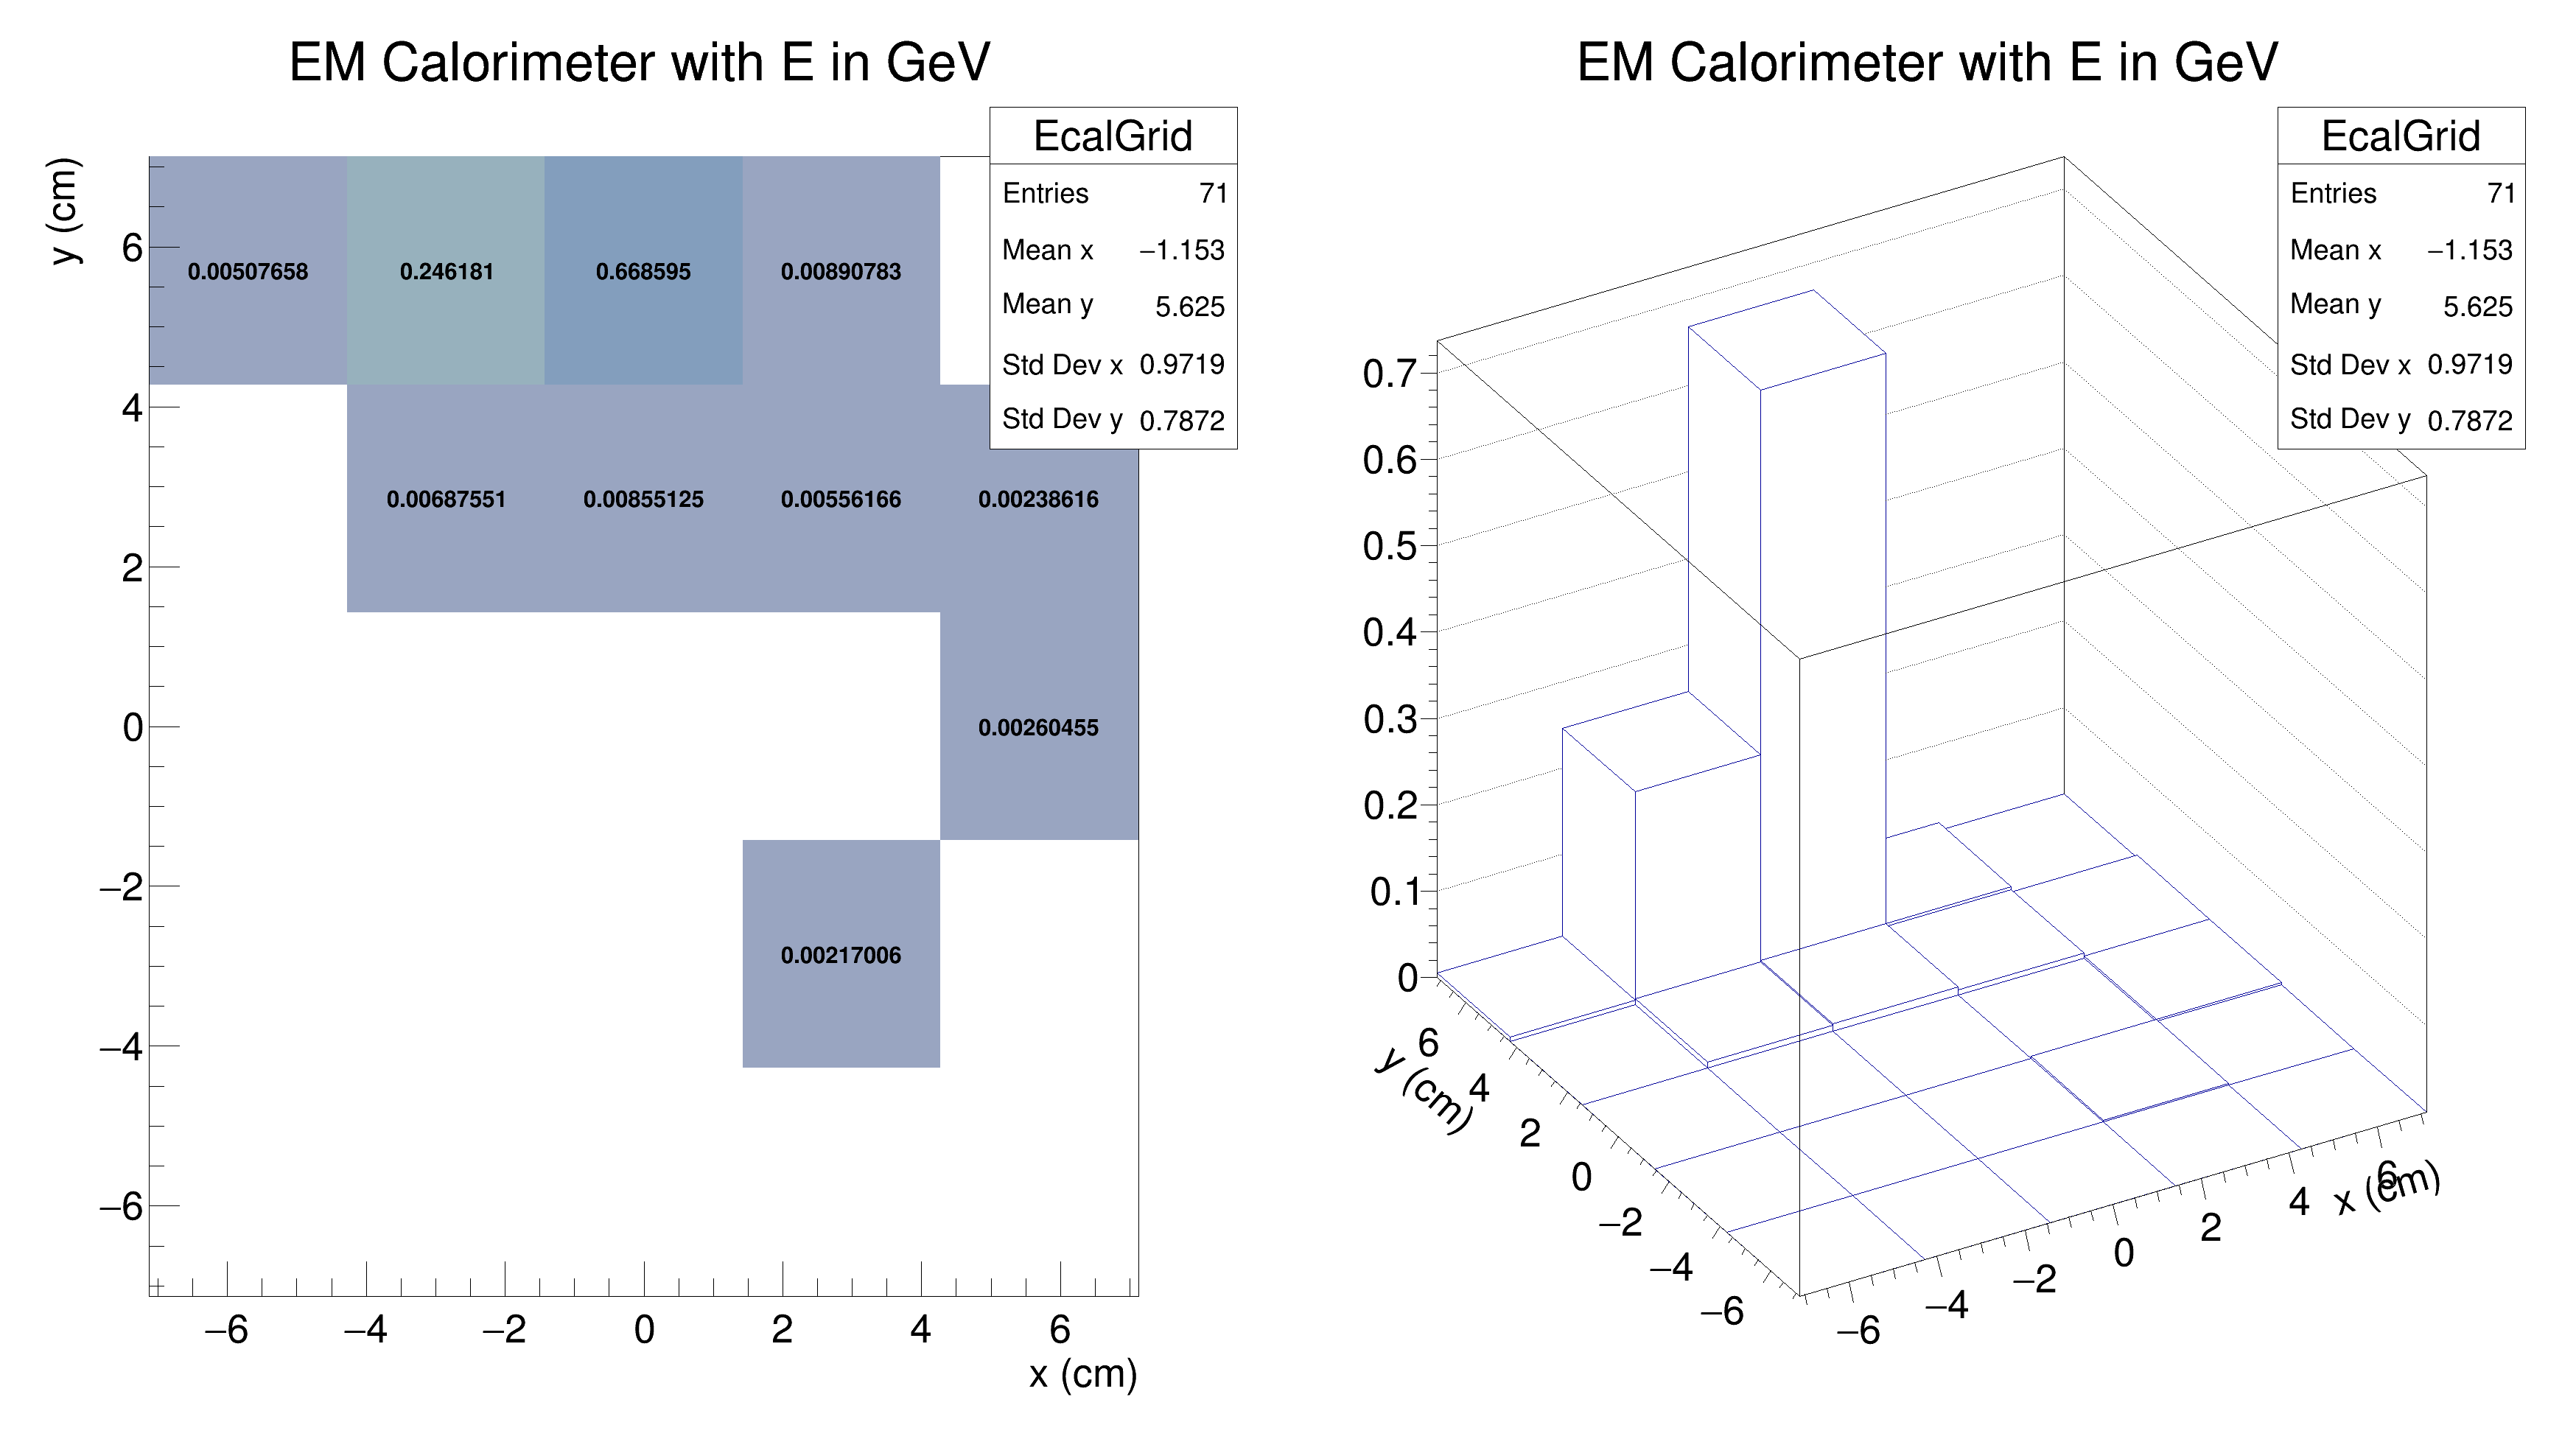 EM Calorimeter with E in GeV
EcalGrid
Entries 71
Mean x −1.153
Mean y 5.625
Std Dev x 0.9719
Std Dev y 0.7872
y (cm)
6
4
2
0
−2
−4
−6
0.00507658 0.246181 0.668595 0.00890783
0.00687551 0.00855125 0.00556166 0.00238616
0.00260455
0.00217006
−6 −4 −2 0 2 4 6
x (cm)
EM Calorimeter with E in GeV
EcalGrid
Entries 71
Mean x −1.153
Mean y 5.625
Std Dev x 0.9719
Std Dev y 0.7872
0.7
0.6
0.5
0.4
0.3
0.2
0.1
0
y (cm)
6
4
2
0
−2
−4
−6
−6 −4 −2 0 2 4 6
x (cm)